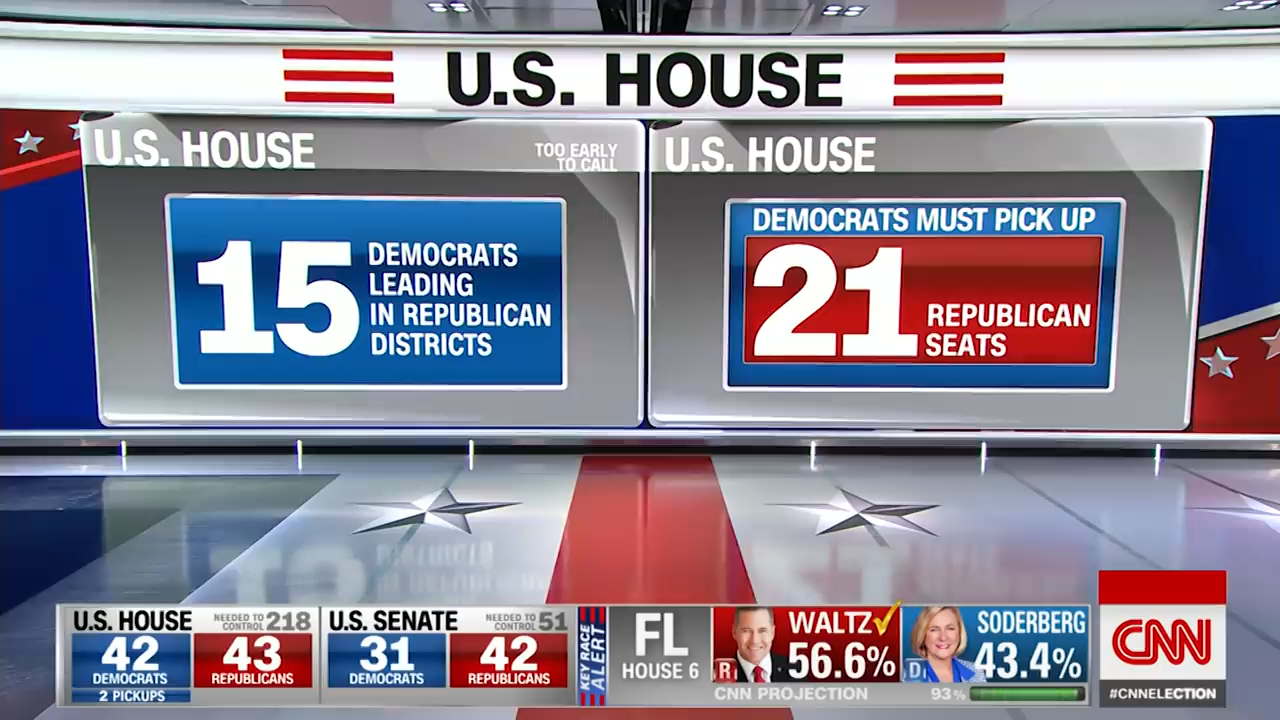 U.S. HOUSE
U.S. HOUSE
TOO EARLY
TO CALL
15
DEMOCRATS
LEADING
IN REPUBLICAN
DISTRICTS
U.S. HOUSE
DEMOCRATS MUST PICK UP
21
REPUBLICAN
SEATS
U.S. HOUSE
NEEDED TO
CONTROL 218
42
DEMOCRATS
2 PICKUPS
43
REPUBLICANS
U.S. SENATE
NEEDED TO
CONTROL 51
31
DEMOCRATS
42
REPUBLICANS
KEY RACE
ALERT
FL
HOUSE 6
R
WALTZ
56.6%
D
SODERBERG
43.4%
CNN PROJECTION
93%
CNN
#CNNELECTION